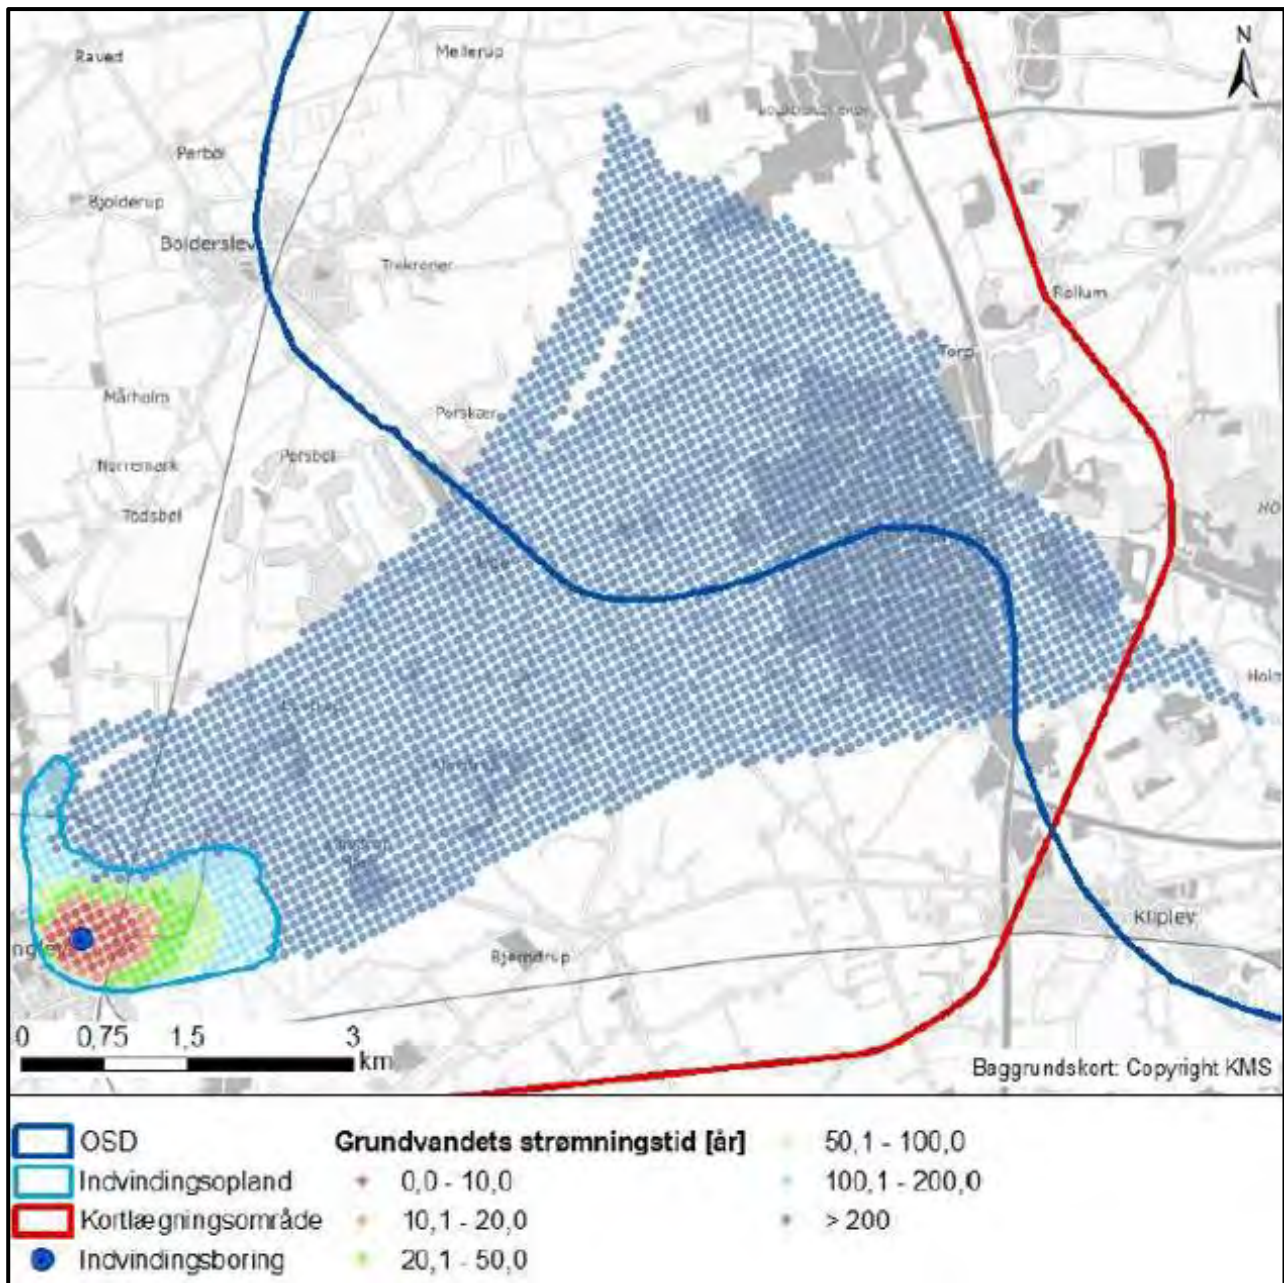 Raved
Mellerup
N
Perbøl
Bjolderup
Bolderslev
Trekroner
Rollum
Torp
Mårholm
Porskær
Nørremark
Persbøl
Todsbøl
Bjerndrup
Kliplev
0 0,75 1,5 3
km
Baggrundskort: Copyright KMS
OSD
Indvindingsopland
Kortlægningsområde
Indvindingsboring
Grundvandets strømningstid [år]
0,0 - 10,0
10,1 - 20,0
20,1 - 50,0
50,1 - 100,0
100,1 - 200,0
> 200